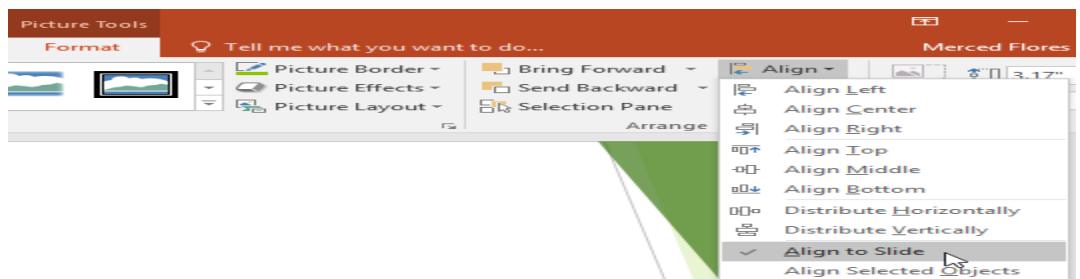 Picture Tools
Format Tell me what you want to do... Merced Flores
Picture Border Bring Forward Align
Picture Effects Send Backward 3.17"
Picture Layout Selection Pane
Arrange
Align Left
Align Center
Align Right
Align Top
Align Middle
Align Bottom
Distribute Horizontally
Distribute Vertically
Align to Slide
Align Selected Objects